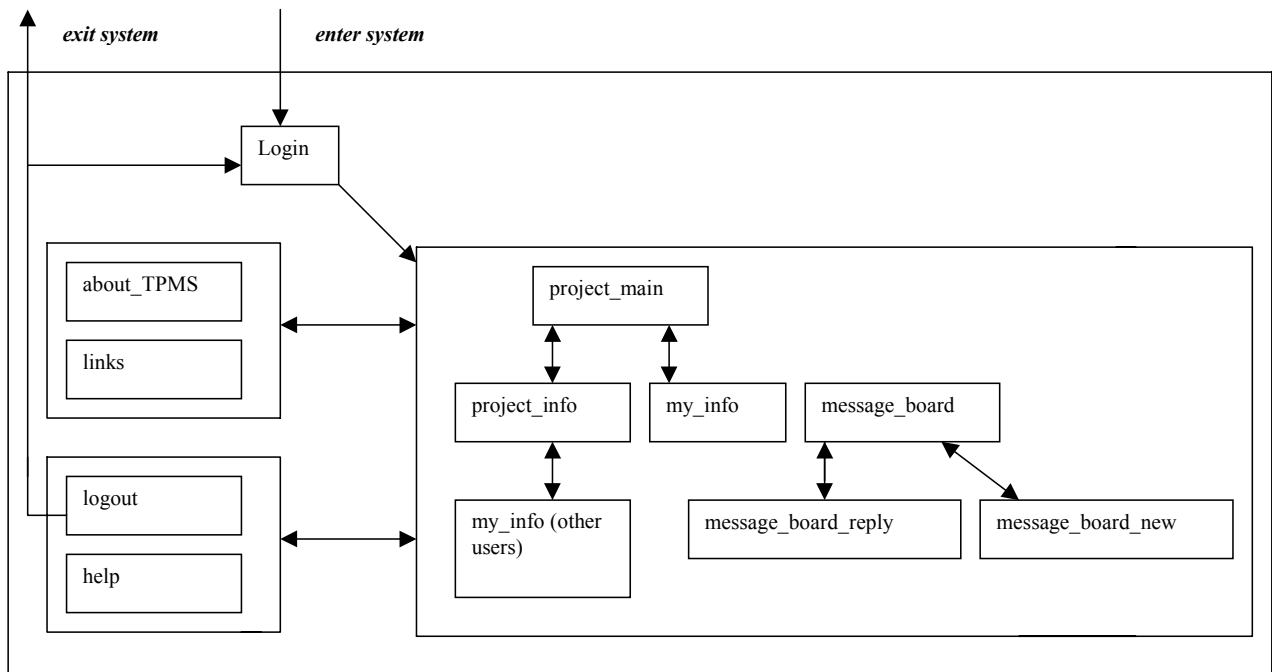 exit system
enter system
Login
about_TPMS
links
logout
help
project_main
project_info
my_info
message_board
my_info (other
users)
message_board_reply
message_board_new